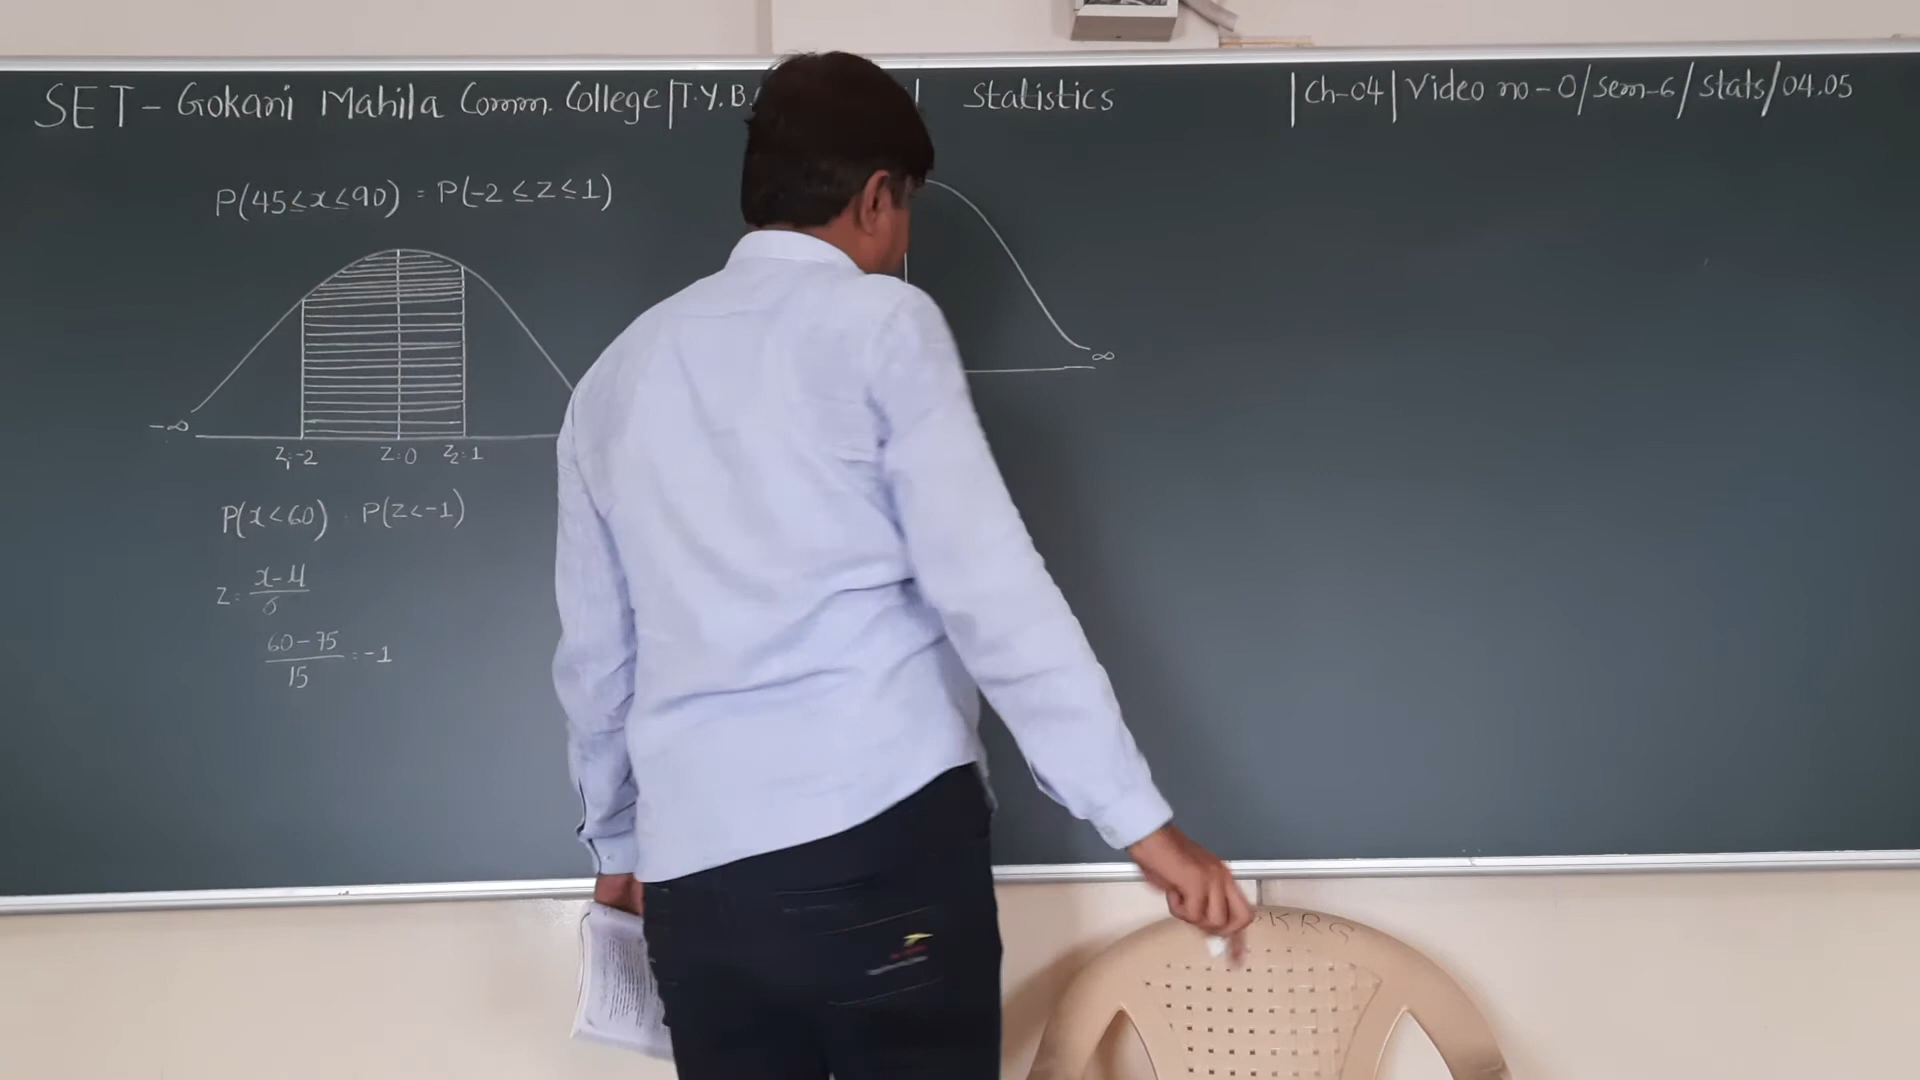 SET - Gokani Mahila Comm. College | T.Y.B. Statistics | Ch-04 | Video no - 0/sem-6/stats/04.05
P(45≤x≤90) = P(-2≤z≤1)
∞
-∞
z₁=-2 z=0 z₂=1
P(x<60) = P(z<-1)
z = (x-μ)/σ
(60-75)/15 = -1
KRG